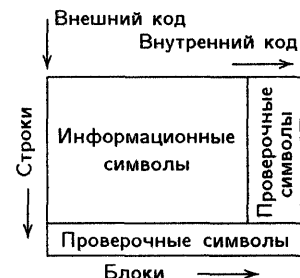 Внешний код
Внутренний код
Строки
Информационные
символы
Проверочные
символы
Проверочные символы
Блоки